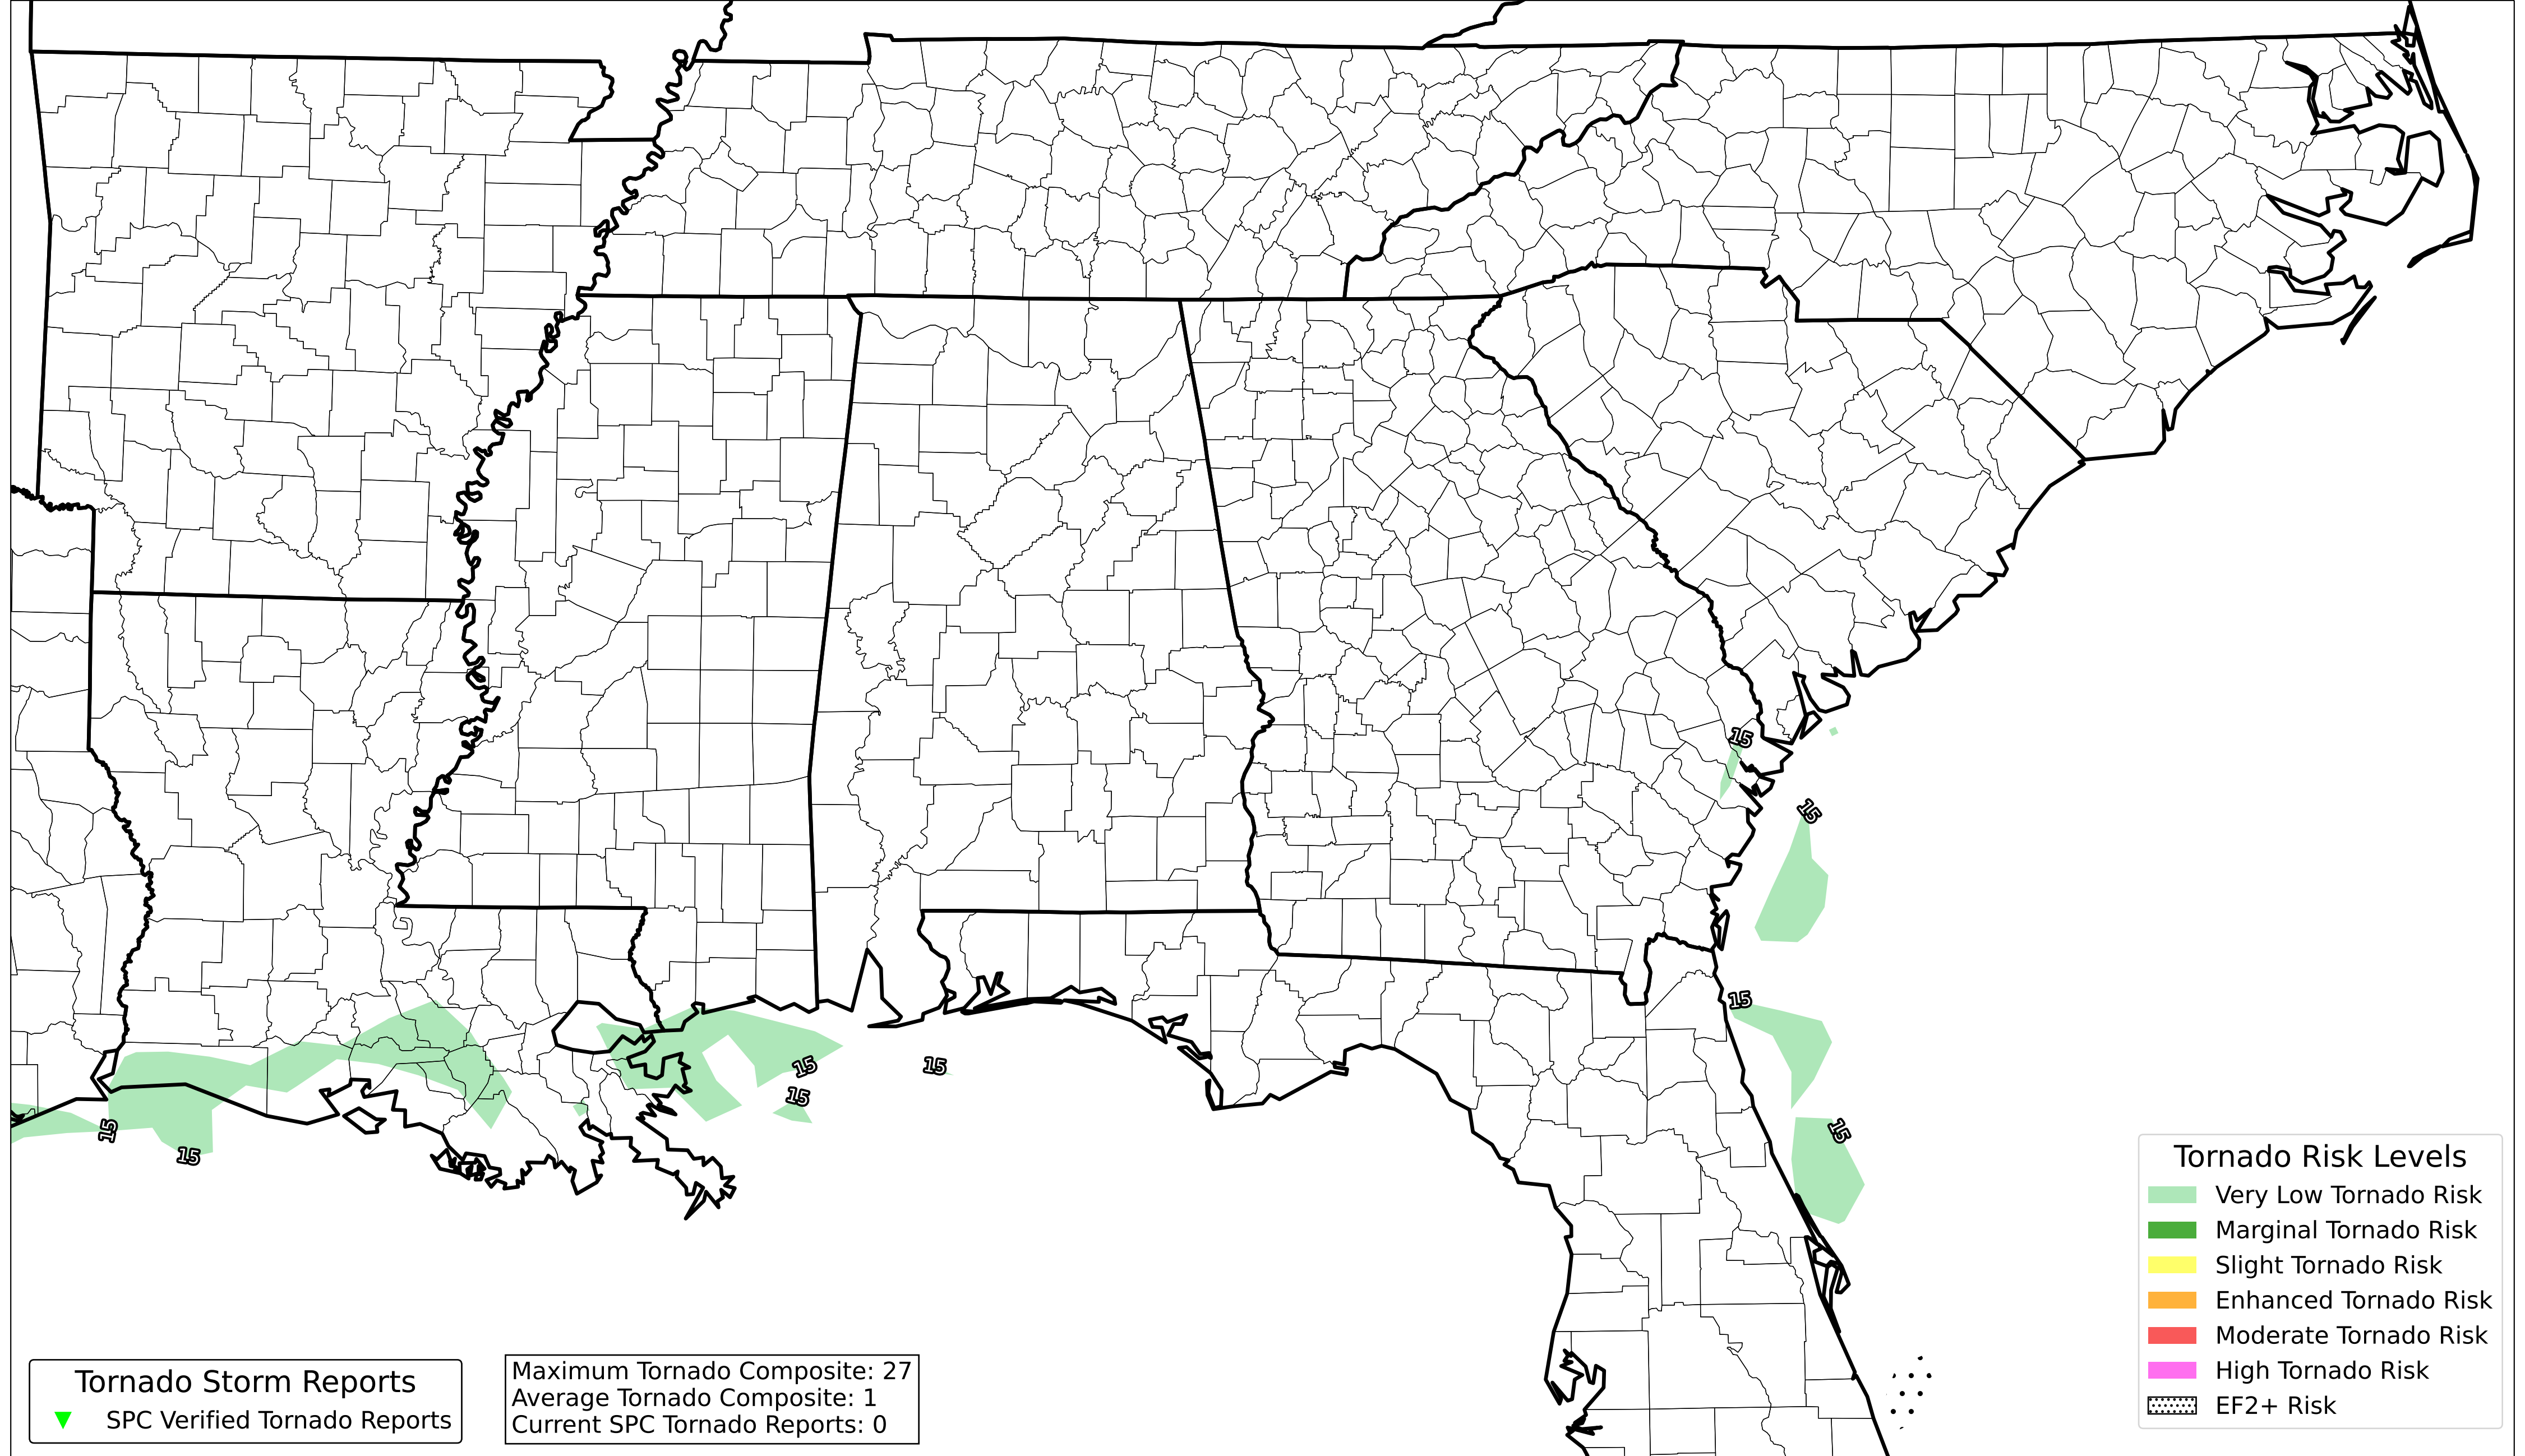 15
15
15
15
15
15
15
15
15
Tornado Risk Levels
Very Low Tornado Risk
Marginal Tornado Risk
Slight Tornado Risk
Enhanced Tornado Risk
Moderate Tornado Risk
High Tornado Risk
EF2+ Risk
Tornado Storm Reports
SPC Verified Tornado Reports
Maximum Tornado Composite: 27
Average Tornado Composite: 1
Current SPC Tornado Reports: 0